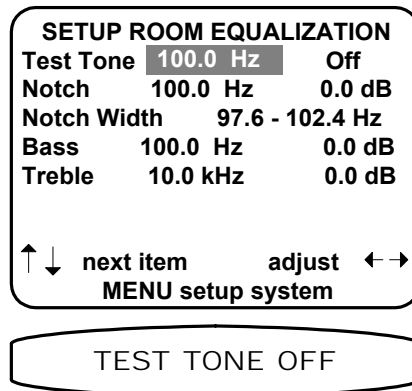 SETUP ROOM EQUALIZATION
Test Tone 100.0 Hz Off
Notch 100.0 Hz 0.0 dB
Notch Width 97.6 - 102.4 Hz
Bass 100.0 Hz 0.0 dB
Treble 10.0 kHz 0.0 dB
↑↓ next item adjust ←→
MENU setup system
TEST TONE OFF